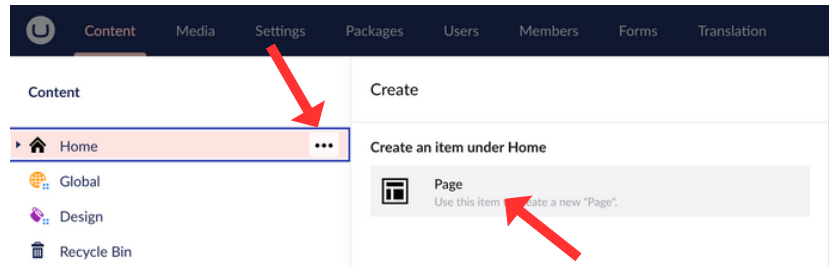 Content Media Settings Packages Users Members Forms Translation
Content
Home
Global
Design
Recycle Bin
Create
Create an item under Home
Page
Use this item create a new "Page".